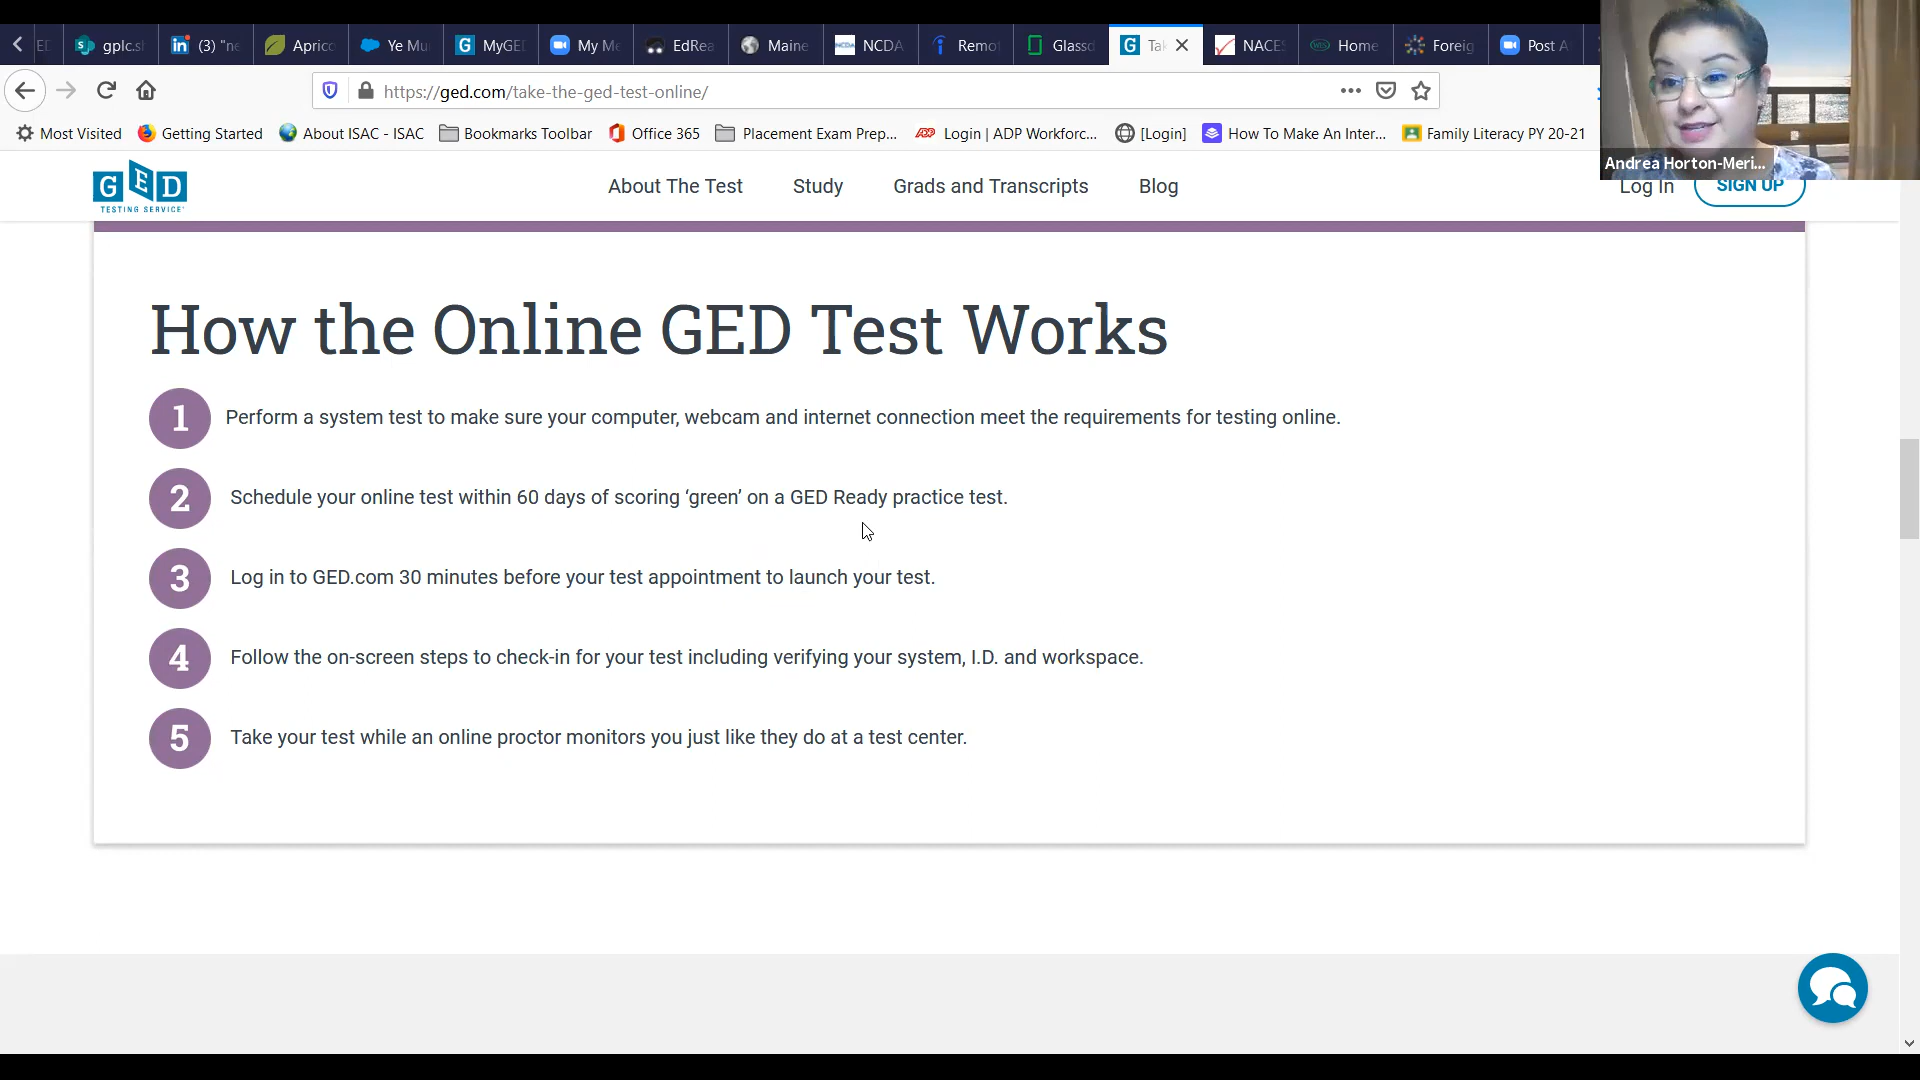 ED
gplc.sh
(3) "ne
Aprico
Ye Mu
MyGED
My Me
EdRea
Maine
NCDA
Remot
Glassd
Tak
NACES
Home
Foreig
Post A
https://ged.com/take-the-ged-test-online/
Most Visited
Getting Started
About ISAC - ISAC
Bookmarks Toolbar
Office 365
Placement Exam Prep...
Login | ADP Workforc...
[Login]
How To Make An Inter...
Family Literacy PY 20-21
Andrea Horton-Meri...
GED
TESTING SERVICE
About The Test
Study
Grads and Transcripts
Blog
Log In
SIGN UP
How the Online GED Test Works
1 Perform a system test to make sure your computer, webcam and internet connection meet the requirements for testing online.
2 Schedule your online test within 60 days of scoring ‘green’ on a GED Ready practice test.
3 Log in to GED.com 30 minutes before your test appointment to launch your test.
4 Follow the on-screen steps to check-in for your test including verifying your system, I.D. and workspace.
5 Take your test while an online proctor monitors you just like they do at a test center.